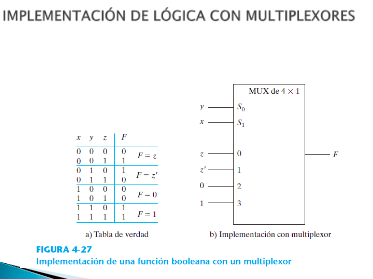 IMPLEMENTACIÓN DE LÓGICA CON MULTIPLEXORES
MUX de 4 × 1
y S0
x S1
z 0
z' 1
0 2
1 3
F
x y z F
0 0 0 0
0 0 1 1
F = z
0 1 0 1
0 1 1 0
F = z'
1 0 0 0
1 0 1 0
F = 0
1 1 0 1
1 1 1 1
F = 1
a) Tabla de verdad
b) Implementación con multiplexor
FIGURA 4-27
Implementación de una función booleana con un multiplexor